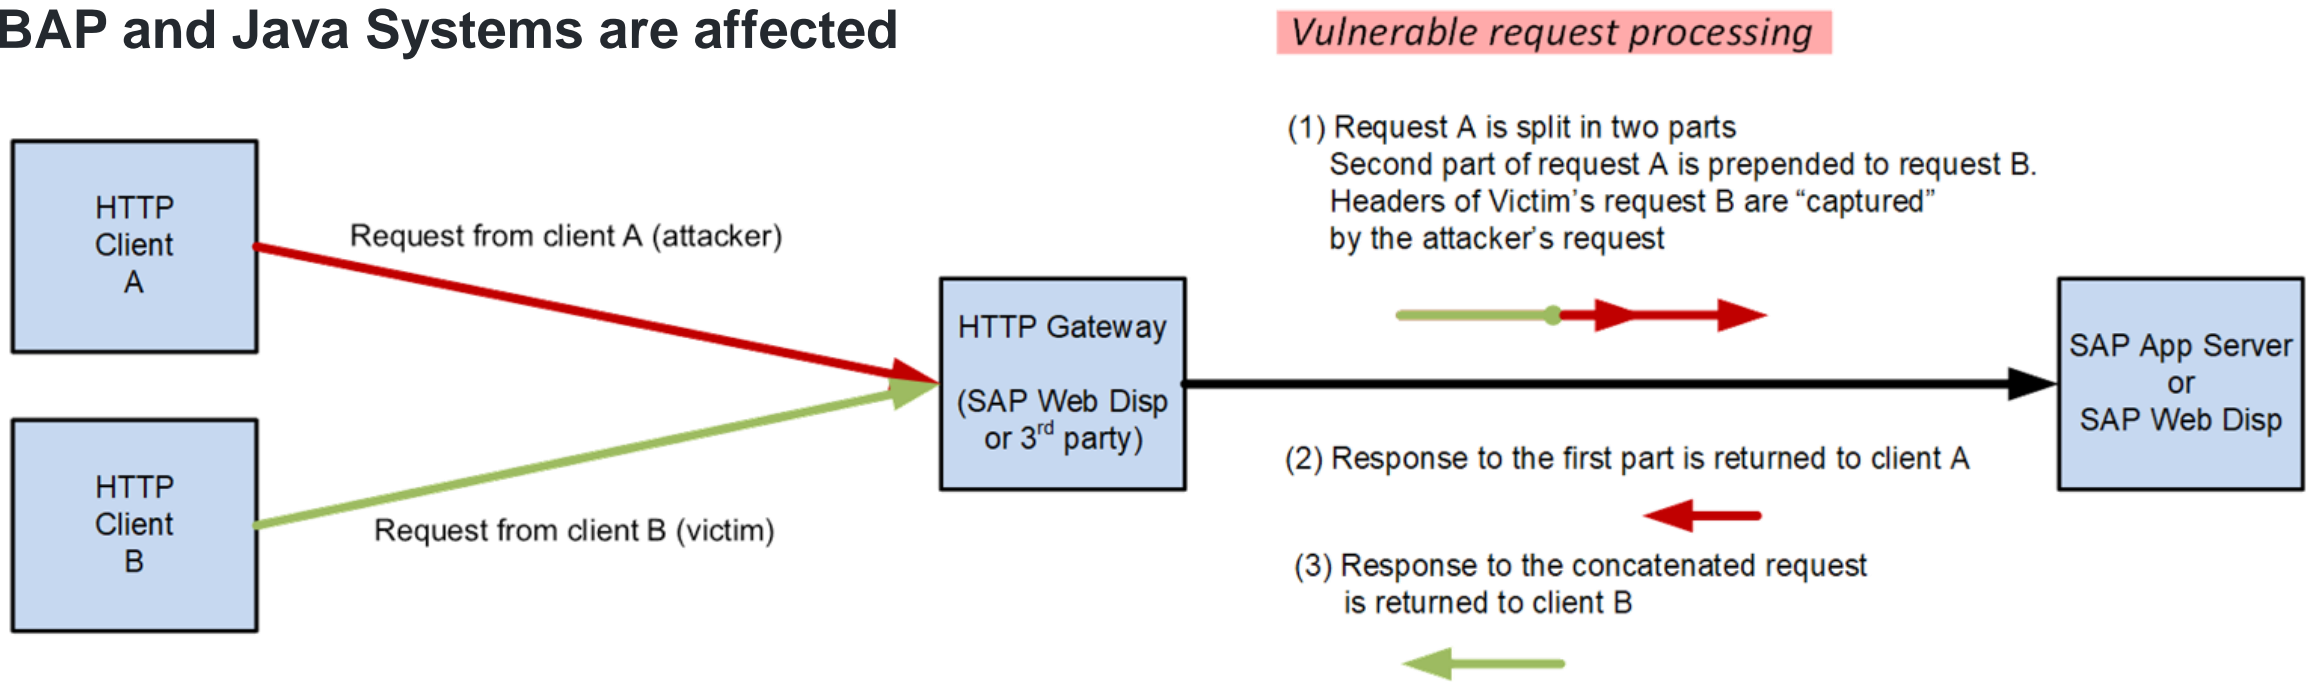 BAP and Java Systems are affected
Vulnerable request processing
(1) Request A is split in two parts
Second part of request A is prepended to request B.
Headers of Victim's request B are “captured”
by the attacker's request
HTTP
Client
A
Request from client A (attacker)
HTTP Gateway
(SAP Web Disp
or 3rd party)
SAP App Server
or
SAP Web Disp
(2) Response to the first part is returned to client A
HTTP
Client
B
Request from client B (victim)
(3) Response to the concatenated request
is returned to client B